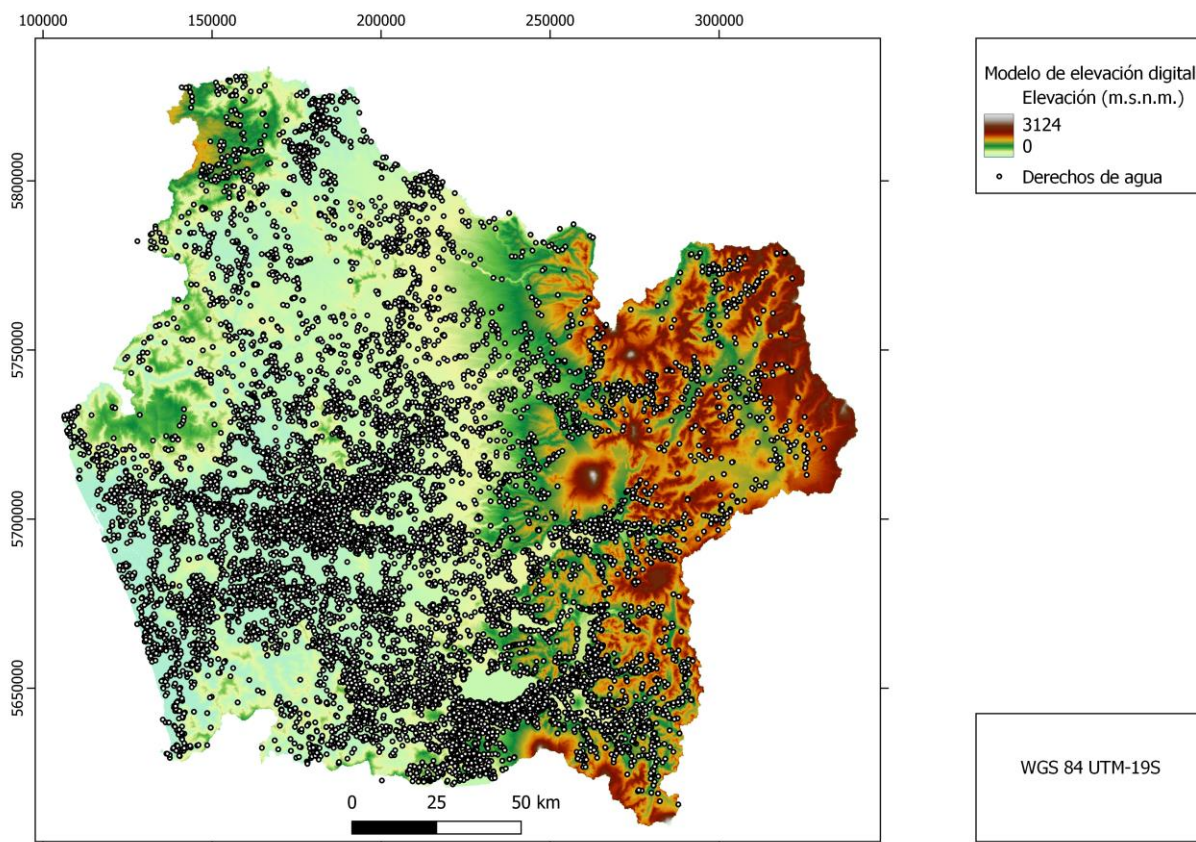 100000 150000 200000 250000 300000
5800000
5750000
5700000
5650000
Modelo de elevación digital
Elevación (m.s.n.m.)
3124
0
Derechos de agua
0 25 50 km
WGS 84 UTM-19S